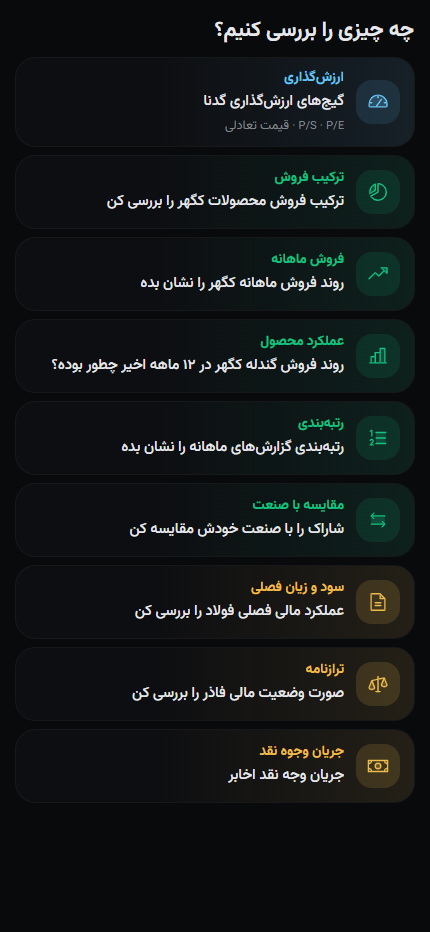 چه چیزی را بررسی کنیم؟
ارزش‌گذاری
گیج‌های ارزش‌گذاری گدنا
P/S · P/E · قیمت تعادلی
ترکیب فروش
ترکیب فروش محصولات کگهر را بررسی کن
فروش ماهانه
روند فروش ماهانه کگهر را نشان بده
عملکرد محصول
روند فروش گندله کگهر در ۱۲ ماهه اخیر چطور بوده؟
رتبه‌بندی
رتبه‌بندی گزارش‌های ماهانه را نشان بده
مقایسه با صنعت
شاراک را با صنعت خودش مقایسه کن
سود و زیان فصلی
عملکرد مالی فصلی فولاد را بررسی کن
ترازنامه
صورت وضعیت مالی فاذر را بررسی کن
جریان وجوه نقد
جریان وجه نقد اخابر